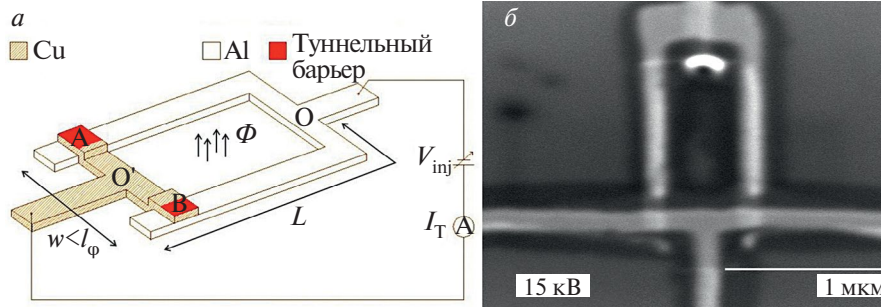 а
Cu
Al
Туннельный
барьер
A
O
Φ
O'
B
V_inj
L
I_T
A
w<l_φ
б
15 кВ
1 мкм